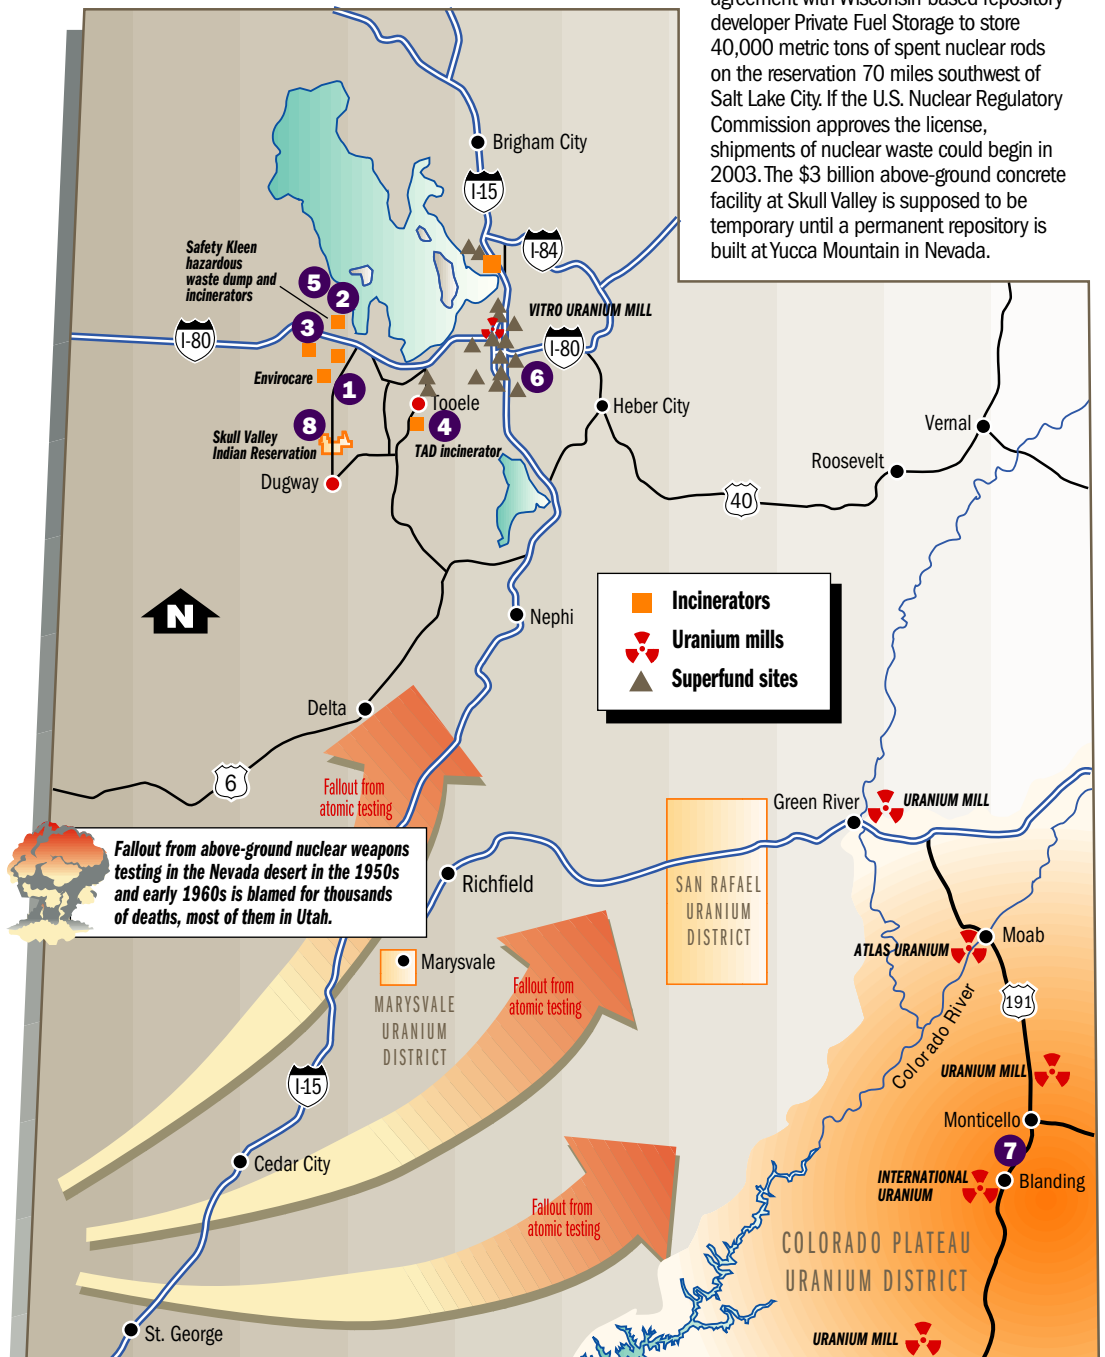 agreement with Wisconsin-based repository
developer Private Fuel Storage to store
40,000 metric tons of spent nuclear rods
on the reservation 70 miles southwest of
Salt Lake City. If the U.S. Nuclear Regulatory
Commission approves the license,
shipments of nuclear waste could begin in
2003. The $3 billion above-ground concrete
facility at Skull Valley is supposed to be
temporary until a permanent repository is
built at Yucca Mountain in Nevada.
Brigham City
I-15
I-84
Safety Kleen
hazardous
waste dump and
incinerators
5
2
3
VITRO URANIUM MILL
I-80
I-80
Envirocare
1
6
Tooele
Heber City
8
4
Vernal
Skull Valley
Indian Reservation
TAD incinerator
Roosevelt
Dugway
40
N
Incinerators
Uranium mills
Superfund sites
Nephi
Delta
6
Fallout from
atomic testing
Green River
URANIUM MILL
Fallout from above-ground nuclear weapons
testing in the Nevada desert in the 1950s
and early 1960s is blamed for thousands
of deaths, most of them in Utah.
Richfield
SAN RAFAEL
URANIUM
DISTRICT
Moab
ATLAS URANIUM
Marysvale
MARYSVALE
URANIUM
DISTRICT
Fallout from
atomic testing
191
Colorado River
URANIUM MILL
I-15
Monticello
7
Cedar City
INTERNATIONAL
URANIUM
Blanding
Fallout from
atomic testing
COLORADO PLATEAU
URANIUM DISTRICT
St. George
URANIUM MILL